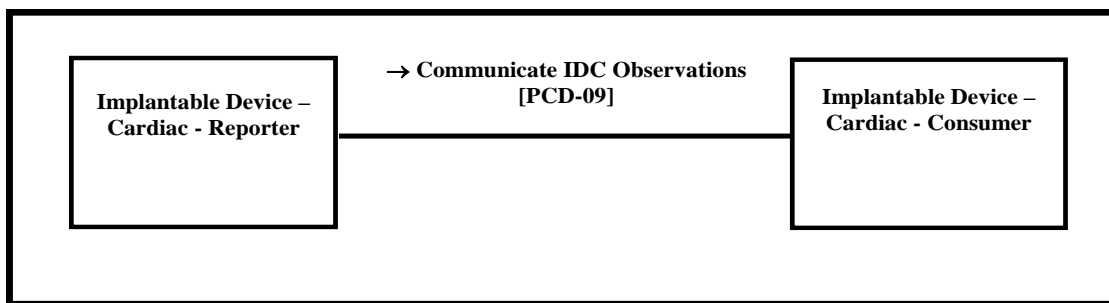 Implantable Device –
Cardiac - Reporter
→ Communicate IDC Observations
[PCD-09]
Implantable Device –
Cardiac - Consumer